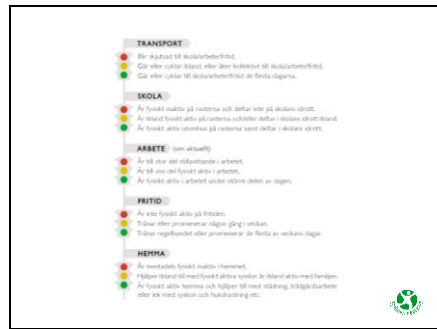 TRANSPORT
Blir skjutsad till skola/arbete/fritid.
Går eller cyklar ibland, eller åker kollektivt till skola/arbete/fritid.
Går eller cyklar till skola/arbete/fritid de flesta dagarna.
SKOLA
Är fysiskt inaktiv på rasterna och deltar inte på skolans idrott.
Är ibland fysiskt aktiv på rasterna och/eller deltar i skolans idrott ibland.
Är fysiskt aktiv utomhus på rasterna samt deltar i skolans idrott.
ARBETE (om aktuellt)
Är till stor del stillasittande i arbetet.
Är till viss del fysiskt aktiv i arbetet.
Är fysiskt aktiv i arbetet under större delen av dagen.
FRITID
Är inte fysiskt aktiv på fritiden.
Tränar eller promenerar någon gång i veckan.
Tränar regelbundet eller promenerar de flesta av veckans dagar.
HEMMA
Är mestadels fysiskt inaktiv i hemmet.
Hjälper ibland till med fysiskt aktiva sysslor, är ibland aktiv med familjen.
Är fysiskt aktiv hemma och hjälper till med städning, trädgårdsarbete
eller lek med syskon och hundrastning etc.